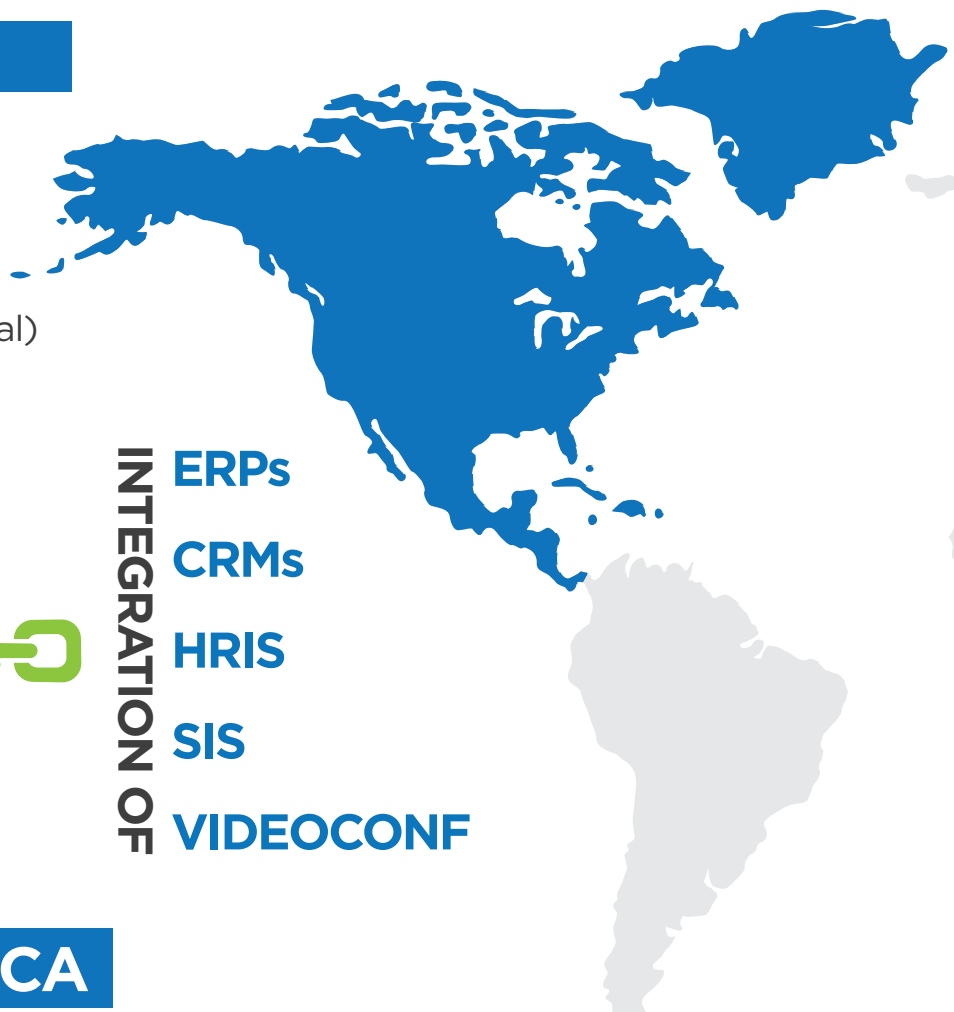 al)
INTEGRATION OF
ERPs
CRMs
HRIS
SIS
VIDEOCONF
CA